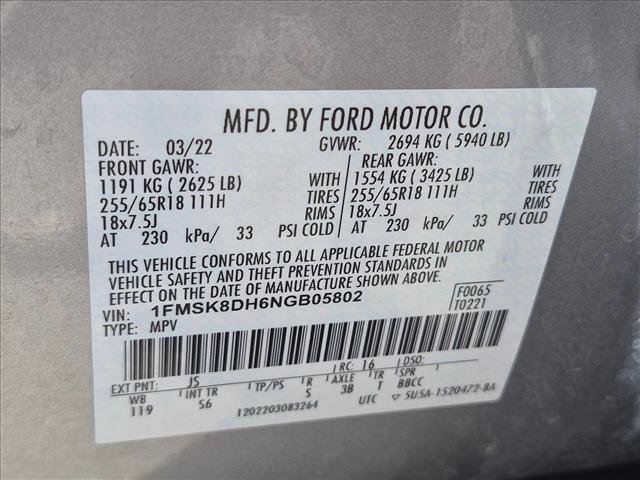 MFD. BY FORD MOTOR CO.
DATE: 03/22 GVWR: 2694 KG ( 5940 LB)
FRONT GAWR: REAR GAWR:
1191 KG ( 2625 LB) WITH 1554 KG ( 3425 LB) WITH
255/65R18 111H TIRES 255/65R18 111H TIRES
18x7.5J RIMS 18x7.5J RIMS
AT 230 kPa/ 33 PSI COLD AT 230 kPa/ 33 PSI COLD
THIS VEHICLE CONFORMS TO ALL APPLICABLE FEDERAL MOTOR
VEHICLE SAFETY AND THEFT PREVENTION STANDARDS IN
EFFECT ON THE DATE OF MANUFACTURE SHOWN ABOVE.
VIN: 1FMSK8DH6NGB05802 F0065
TYPE: MPV T0221
EXT PNT: JS RC: 16 DSO:
WB INT TR TP/PS R AXLE TR SPR
119 S6 S 3B T BBCC
1202203083264 UTC ▽ 5U5A-1520472-BA